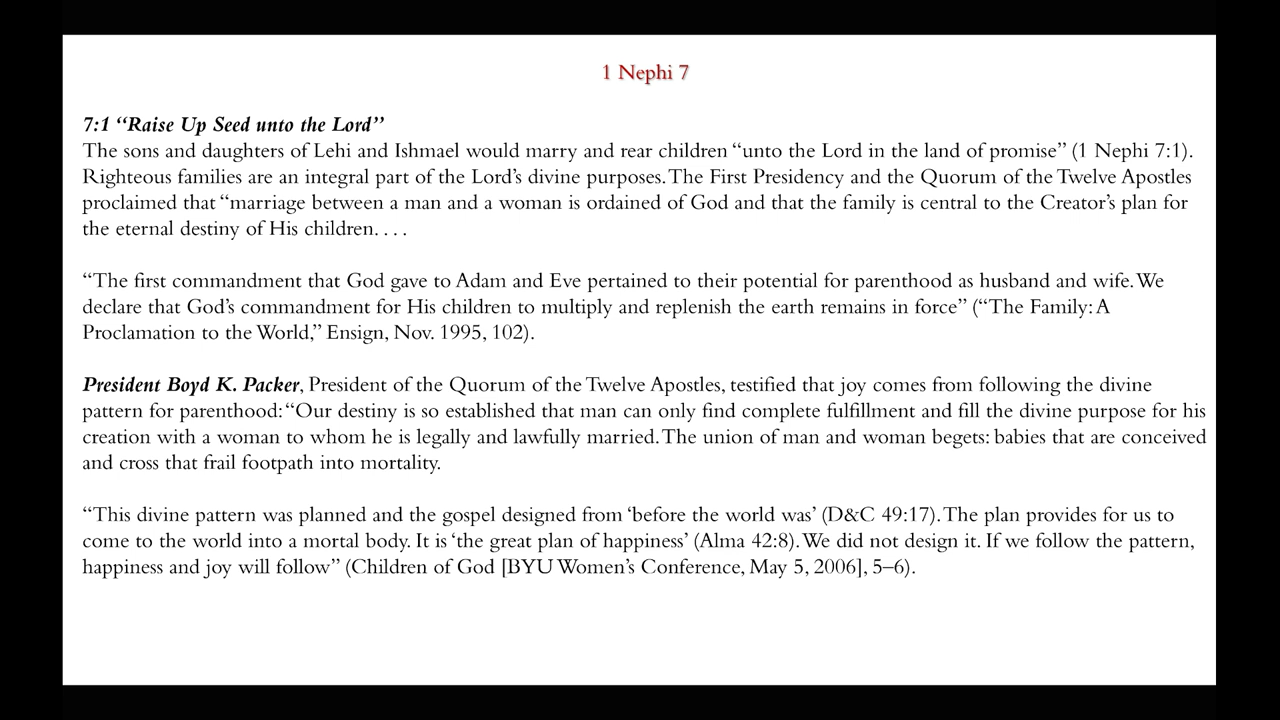 1 Nephi 7
7:1 “Raise Up Seed unto the Lord”
The sons and daughters of Lehi and Ishmael would marry and rear children “unto the Lord in the land of promise” (1 Nephi 7:1).
Righteous families are an integral part of the Lord’s divine purposes. The First Presidency and the Quorum of the Twelve Apostles
proclaimed that “marriage between a man and a woman is ordained of God and that the family is central to the Creator’s plan for
the eternal destiny of His children. . . .
“The first commandment that God gave to Adam and Eve pertained to their potential for parenthood as husband and wife. We
declare that God’s commandment for His children to multiply and replenish the earth remains in force” (“The Family: A
Proclamation to the World,” Ensign, Nov. 1995, 102).
President Boyd K. Packer, President of the Quorum of the Twelve Apostles, testified that joy comes from following the divine
pattern for parenthood: “Our destiny is so established that man can only find complete fulfillment and fill the divine purpose for his
creation with a woman to whom he is legally and lawfully married. The union of man and woman begets: babies that are conceived
and cross that frail footpath into mortality.
“This divine pattern was planned and the gospel designed from ‘before the world was’ (D&C 49:17). The plan provides for us to
come to the world into a mortal body. It is ‘the great plan of happiness’ (Alma 42:8). We did not design it. If we follow the pattern,
happiness and joy will follow” (Children of God [BYU Women’s Conference, May 5, 2006], 5–6).